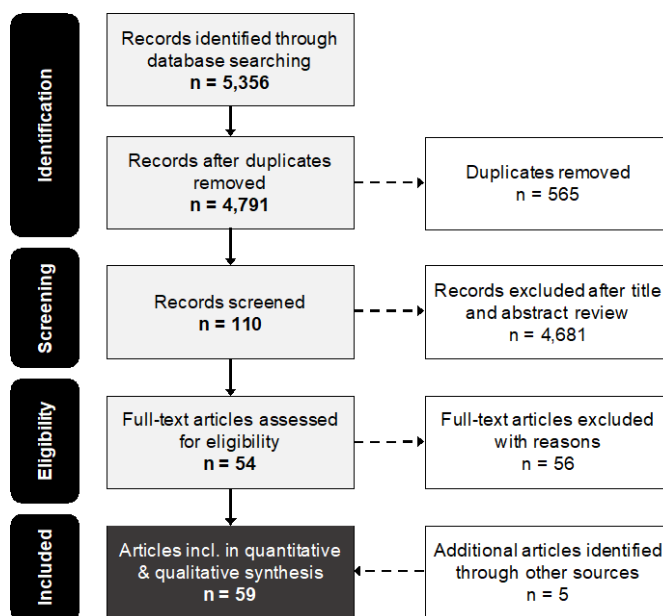 Identification
Records identified through
database searching
n = 5,356
Records after duplicates
removed
n = 4,791
Duplicates removed
n = 565
Screening
Records screened
n = 110
Records excluded after title
and abstract review
n = 4,681
Eligibility
Full-text articles assessed
for eligibility
n = 54
Full-text articles excluded
with reasons
n = 56
Included
Articles incl. in quantitative
& qualitative synthesis
n = 59
Additional articles identified
through other sources
n = 5